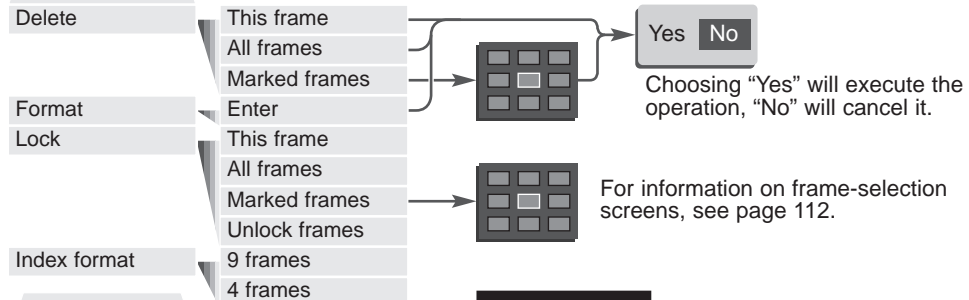 Delete
This frame
All frames
Marked frames
Yes No
Choosing “Yes” will execute the
operation, “No” will cancel it.
Format
Enter
Lock
This frame
All frames
Marked frames
Unlock frames
For information on frame-selection
screens, see page 112.
Index format
9 frames
4 frames